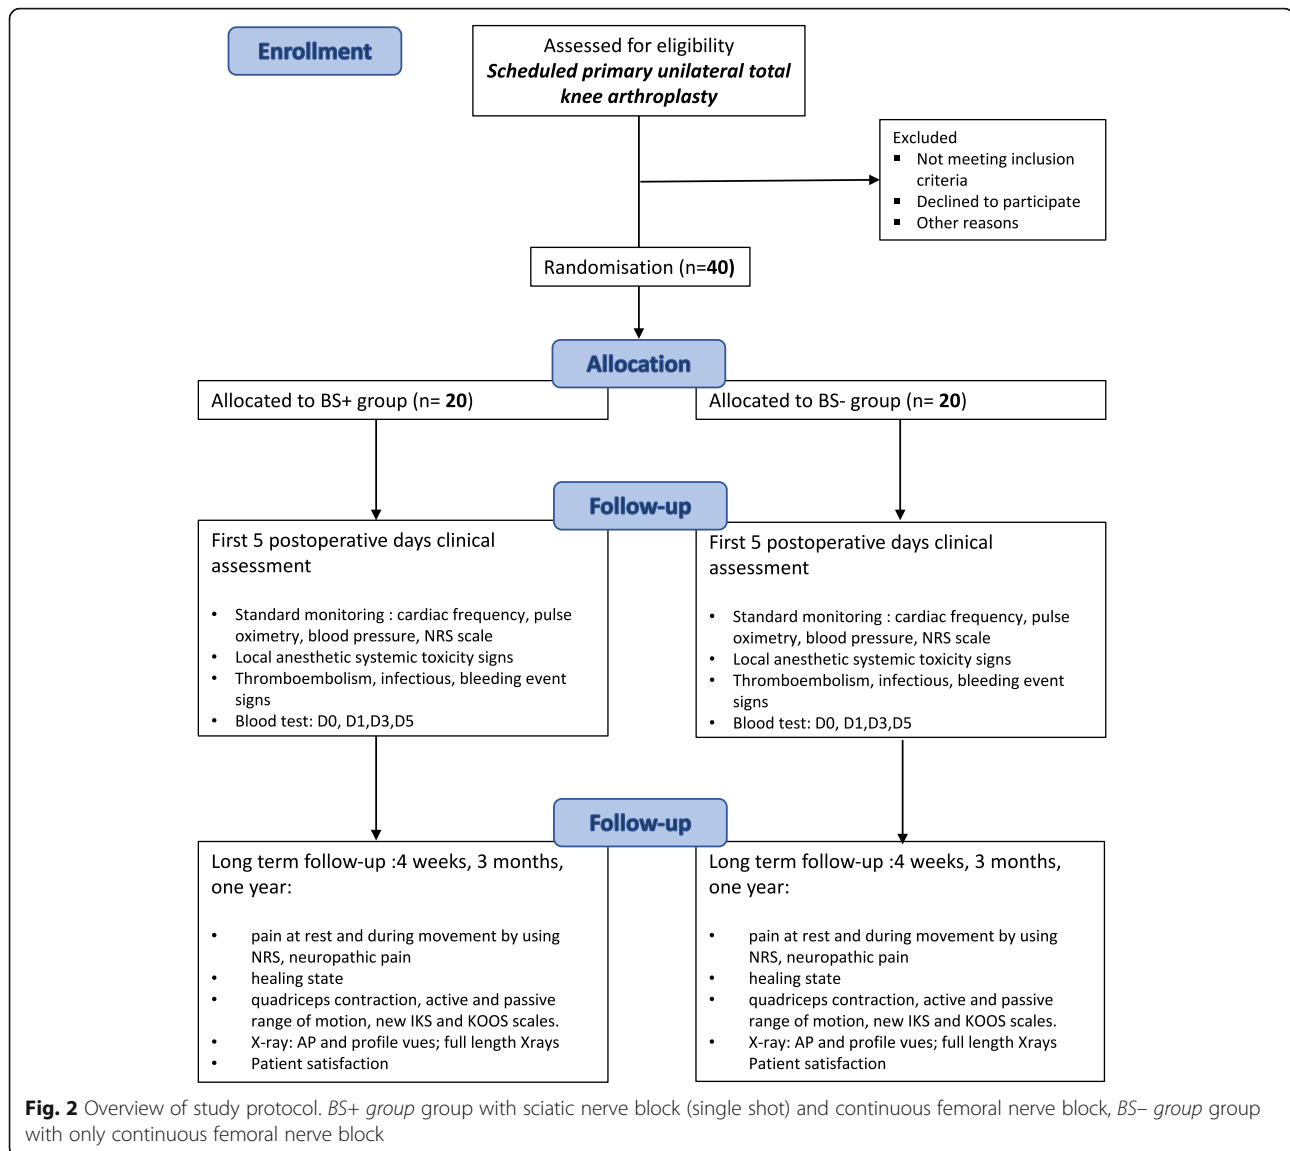 Enrollment
Assessed for eligibility
Scheduled primary unilateral total
knee arthroplasty
Excluded
▪ Not meeting inclusion
criteria
▪ Declined to participate
▪ Other reasons
Randomisation (n=40)
Allocation
Allocated to BS+ group (n= 20)
Allocated to BS- group (n= 20)
Follow-up
First 5 postoperative days clinical
assessment
• Standard monitoring : cardiac frequency, pulse
oximetry, blood pressure, NRS scale
• Local anesthetic systemic toxicity signs
• Thromboembolism, infectious, bleeding event
signs
• Blood test: D0, D1,D3,D5
First 5 postoperative days clinical
assessment
• Standard monitoring : cardiac frequency, pulse
oximetry, blood pressure, NRS scale
• Local anesthetic systemic toxicity signs
• Thromboembolism, infectious, bleeding event
signs
• Blood test: D0, D1,D3,D5
Follow-up
Long term follow-up :4 weeks, 3 months,
one year:
• pain at rest and during movement by using
NRS, neuropathic pain
• healing state
• quadriceps contraction, active and passive
range of motion, new IKS and KOOS scales.
• X-ray: AP and profile vues; full length Xrays
• Patient satisfaction
Long term follow-up :4 weeks, 3 months,
one year:
• pain at rest and during movement by using
NRS, neuropathic pain
• healing state
• quadriceps contraction, active and passive
range of motion, new IKS and KOOS scales.
• X-ray: AP and profile vues; full length Xrays
Patient satisfaction
Fig. 2 Overview of study protocol. BS+ group group with sciatic nerve block (single shot) and continuous femoral nerve block, BS– group group
with only continuous femoral nerve block